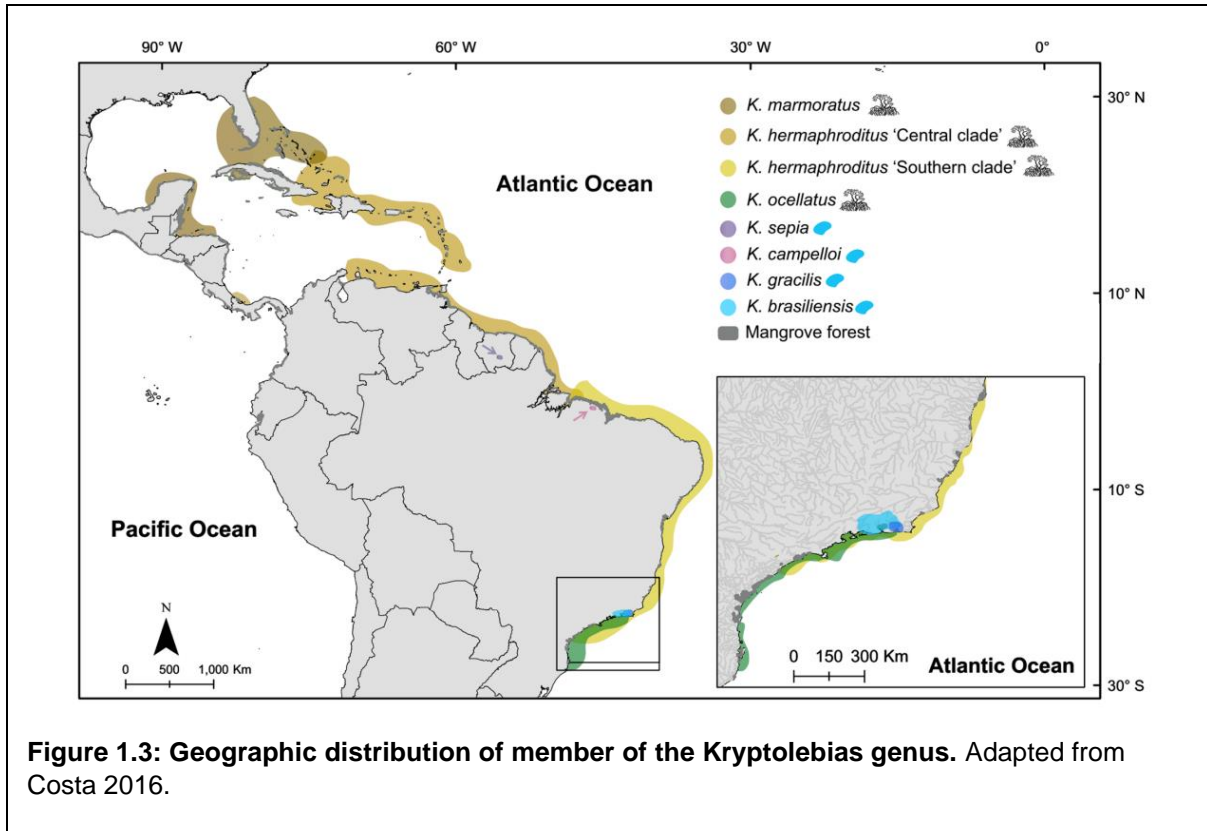 90° W
60° W
30° W
0°
30° N
10° N
10° S
30° S
K. marmoratus
K. hermaphroditus ‘Central clade’
K. hermaphroditus ‘Southern clade’
K. ocellatus
K. sepia
K. campelloi
K. gracilis
K. brasiliensis
Mangrove forest
Atlantic Ocean
Pacific Ocean
N
0 500 1,000 Km
0 150 300 Km
Atlantic Ocean
Figure 1.3: Geographic distribution of member of the Kryptolebias genus. Adapted from
Costa 2016.